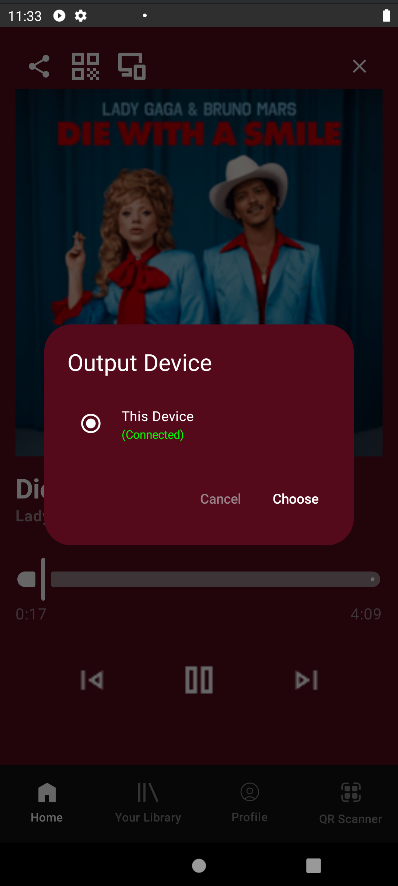 11:33
LADY GAGA & BRUNO MARS
DIE WITH A SMILE
Output Device
This Device
(Connected)
Cancel
Choose
Die
Lady
0:17
4:09
Home
Your Library
Profile
QR Scanner